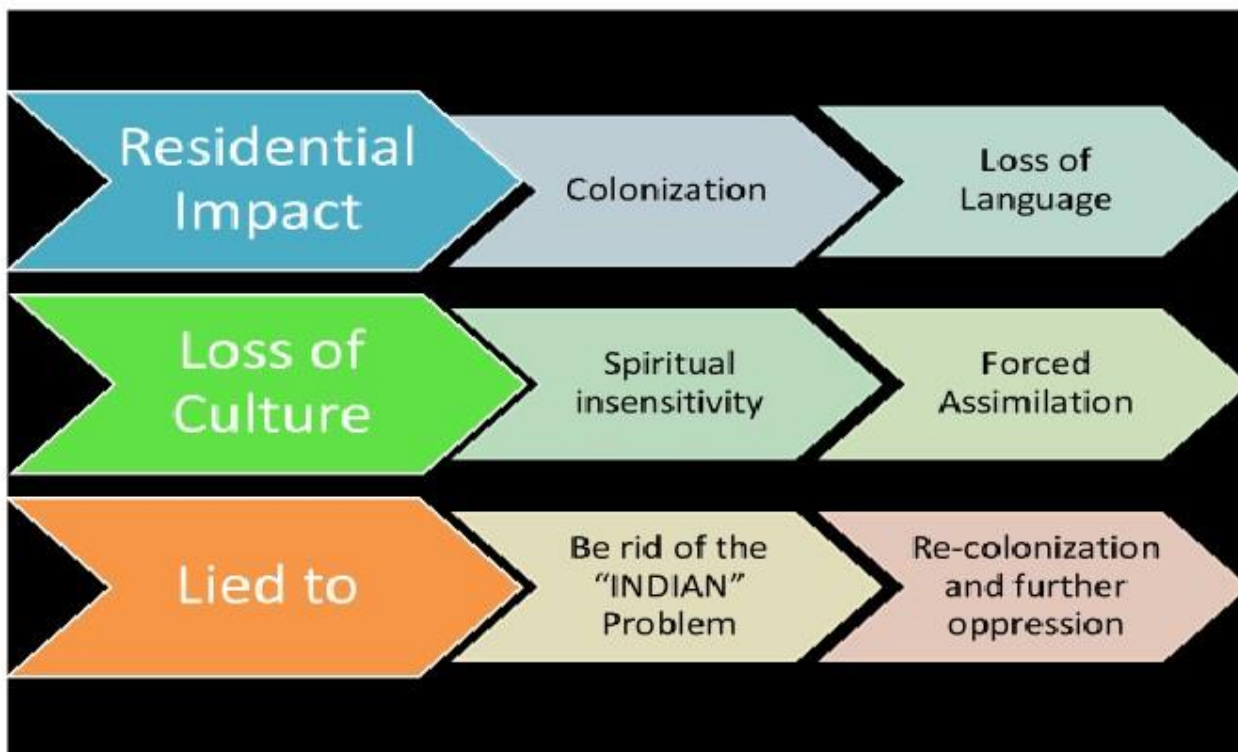 Residential
Impact
Colonization
Loss of
Language
Loss of
Culture
Spiritual
insensitivity
Forced
Assimilation
Lied to
Be rid of the
“INDIAN”
Problem
Re-colonization
and further
oppression